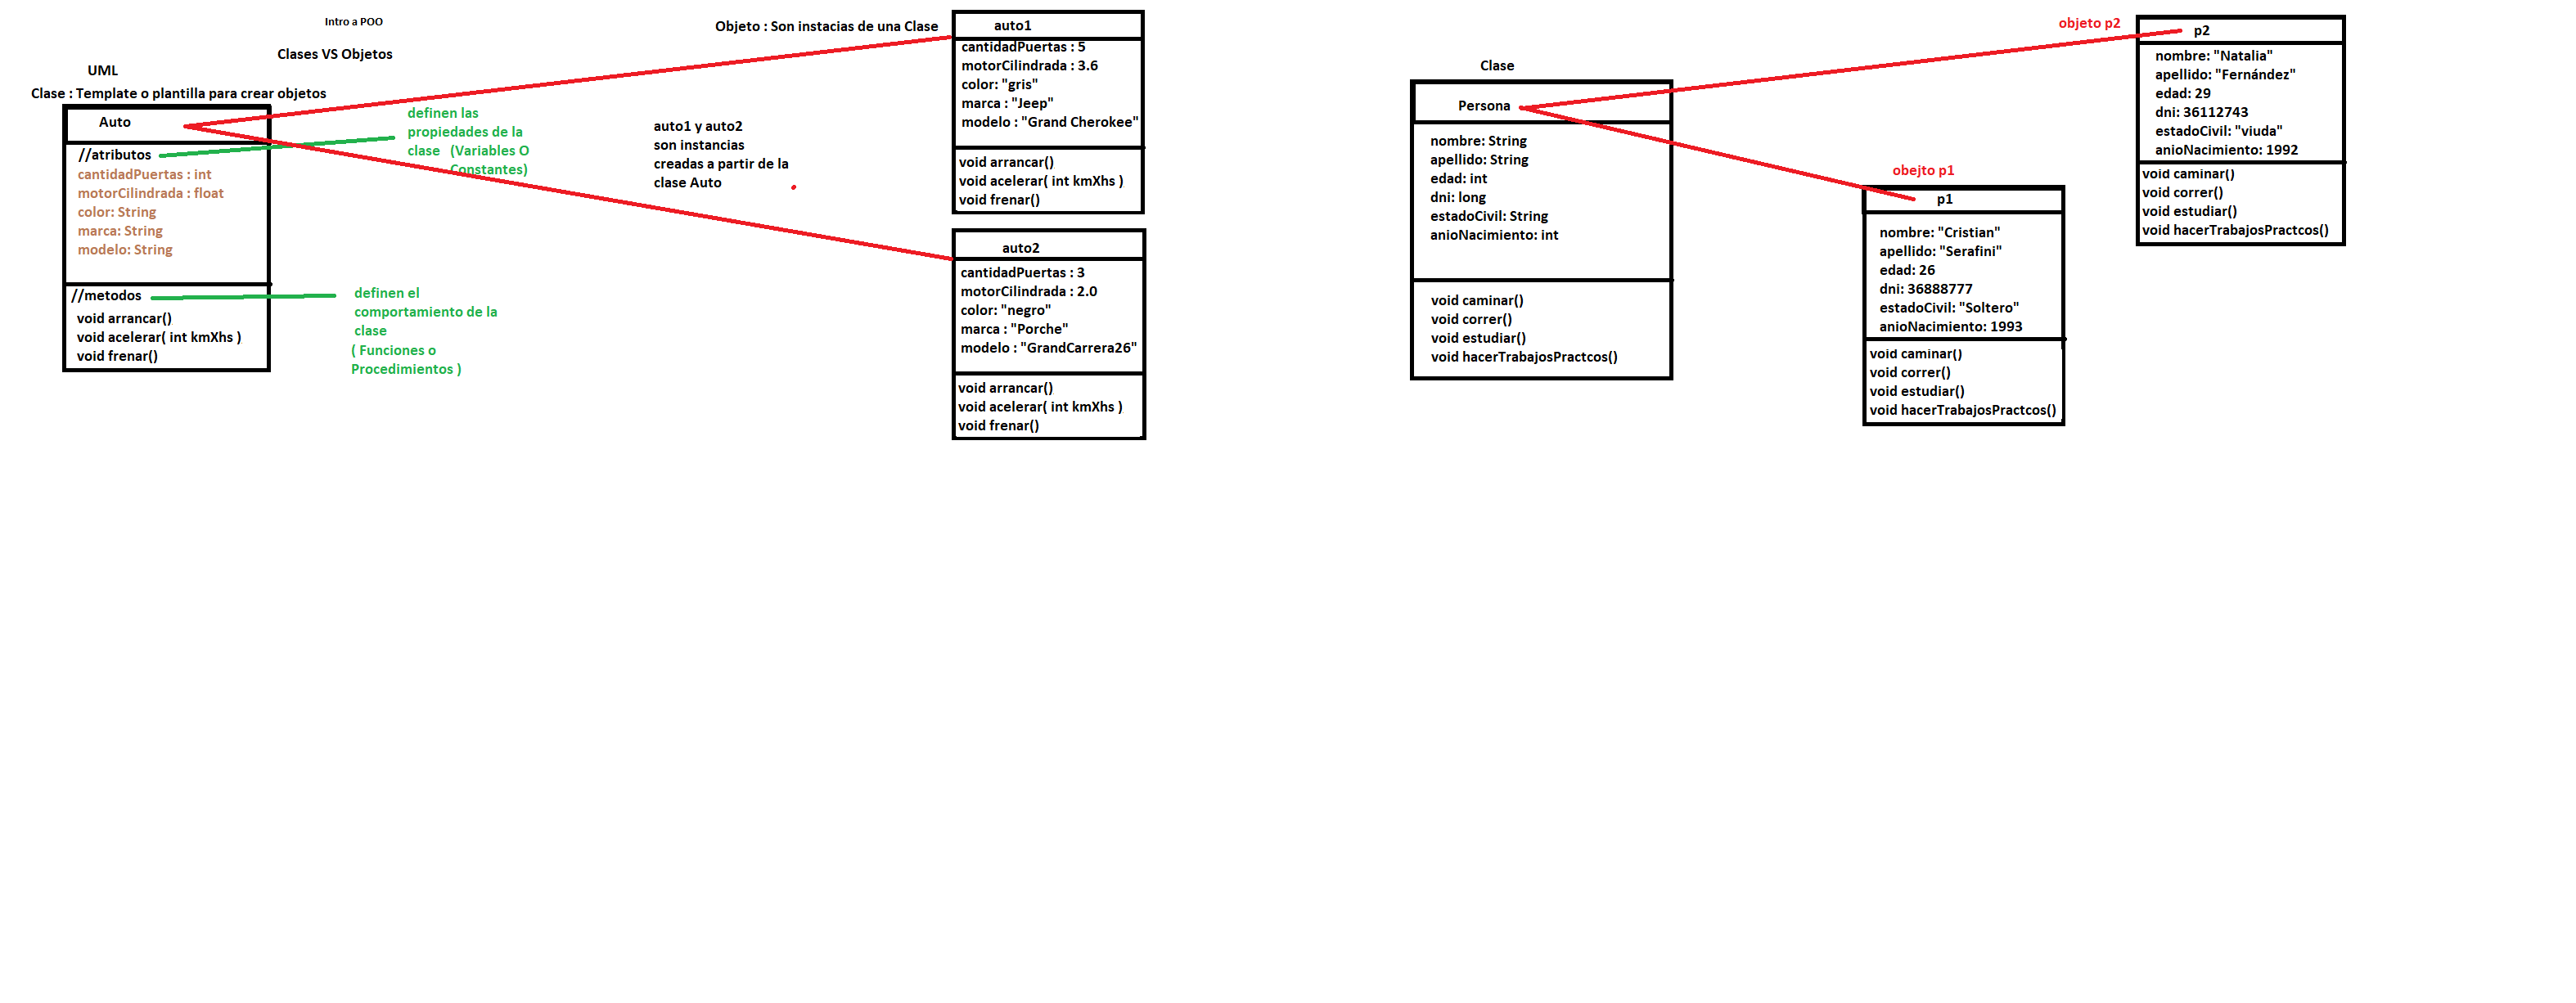 Intro a POO
Clases VS Objetos
UML
Clase : Template o plantilla para crear objetos
Auto
//atributos
cantidadPuertas : int
motorCilindrada : float
color: String
marca: String
modelo: String
//metodos
void arrancar()
void acelerar( int kmXhs )
void frenar()
definen las
propiedades de la
clase (Variables O
Constantes)
definen el
comportamiento de la
clase
( Funciones o
Procedimientos )
Objeto : Son instacias de una Clase
auto1 y auto2
son instancias
creadas a partir de la
clase Auto
auto1
cantidadPuertas : 5
motorCilindrada : 3.6
color: "gris"
marca : "Jeep"
modelo : "Grand Cherokee"
void arrancar()
void acelerar( int kmXhs )
void frenar()
auto2
cantidadPuertas : 3
motorCilindrada : 2.0
color: "negro"
marca : "Porche"
modelo : "GrandCarrera26"
void arrancar()
void acelerar( int kmXhs )
void frenar()
Clase
Persona
nombre: String
apellido: String
edad: int
dni: long
estadoCivil: String
anioNacimiento: int
void caminar()
void correr()
void estudiar()
void hacerTrabajosPractcos()
obejto p1
p1
nombre: "Cristian"
apellido: "Serafini"
edad: 26
dni: 36888777
estadoCivil: "Soltero"
anioNacimiento: 1993
void caminar()
void correr()
void estudiar()
void hacerTrabajosPractcos()
objeto p2
p2
nombre: "Natalia"
apellido: "Fernández"
edad: 29
dni: 36112743
estadoCivil: "viuda"
anioNacimiento: 1992
void caminar()
void correr()
void estudiar()
void hacerTrabajosPractcos()